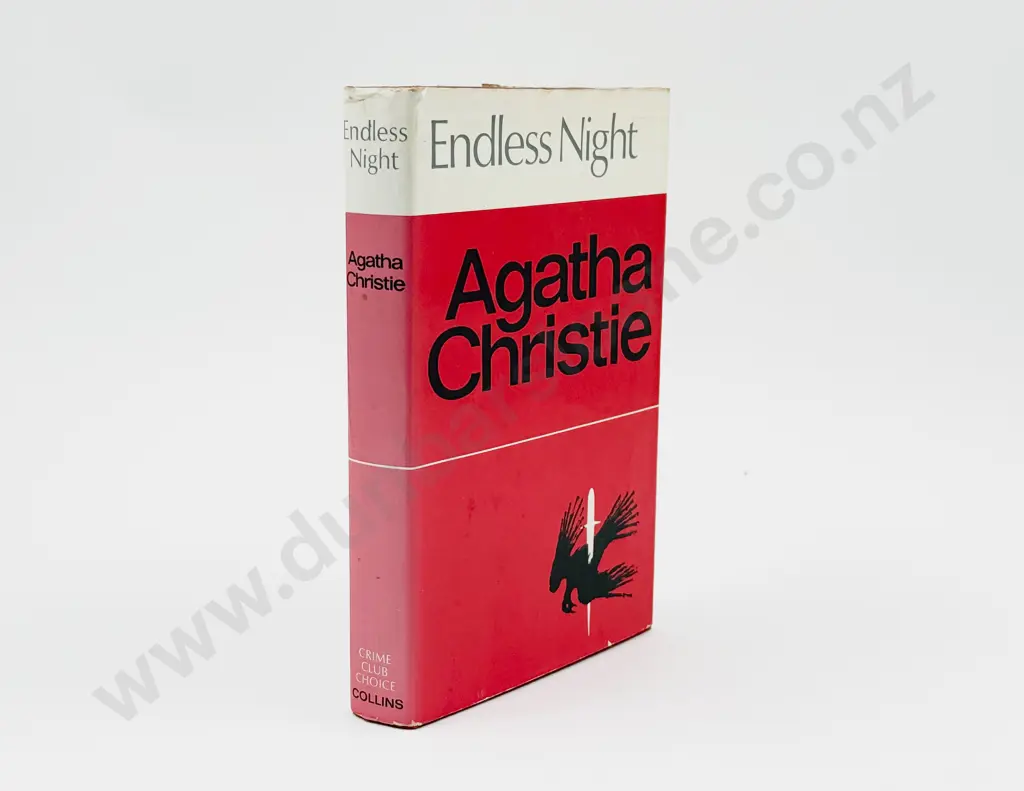 Endless
Night
Agatha
Christie
CRIME
CLUB
CHOICE
COLLINS
Endless Night
Agatha
Christie